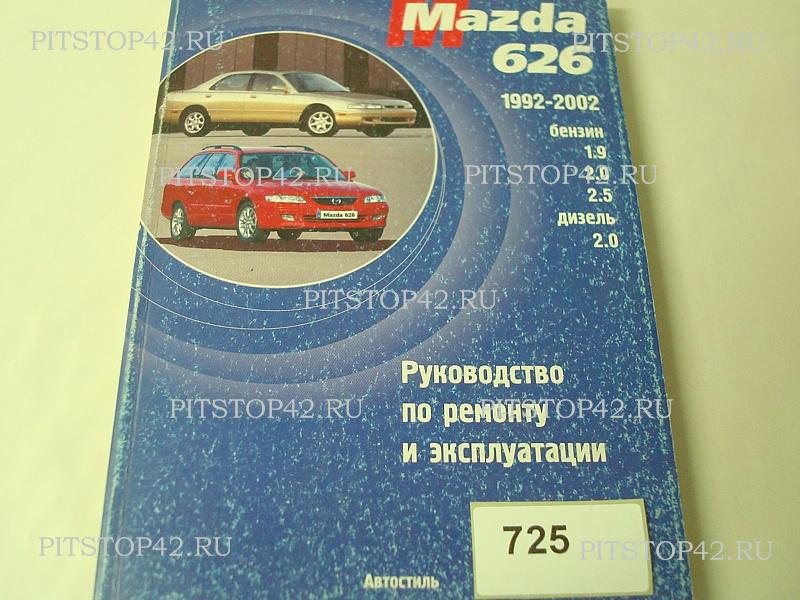 Mazda
626
1992-2002
бензин
1.9
2.0
2.5
дизель
2.0
Mazda 626
Руководство
по ремонту
и эксплуатации
725
Автостиль
PITSTOP42.RU
PITSTOP42.RU
PITSTOP42.RU
PITSTOP42.RU
PITSTOP42.RU
PITSTOP42.RU
PITSTOP42.RU
PITSTOP42.RU
PITSTOP42.RU